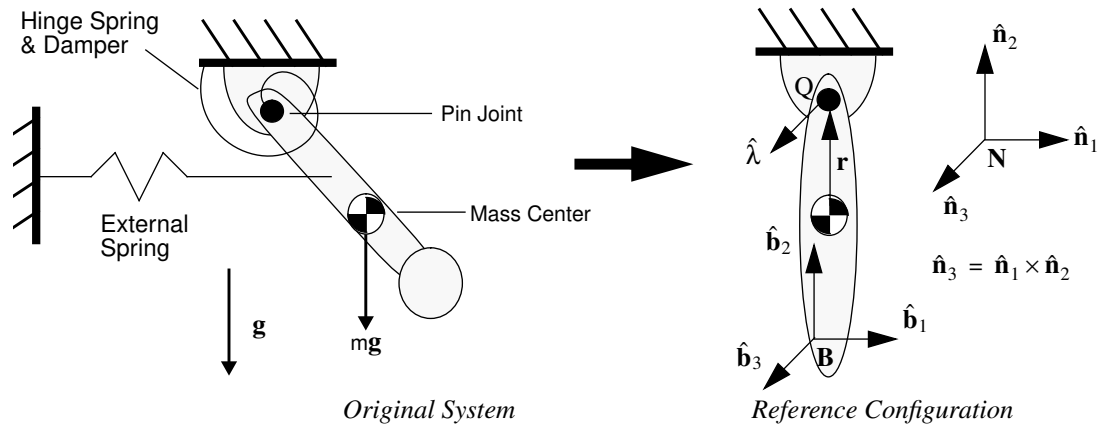 Hinge Spring
& Damper
Pin Joint
External
Spring
Mass Center
g
mg
Original System
Q
λ̂
r
b̂₂
b̂₁
b̂₃
B
n̂₂
n̂₁
N
n̂₃
n̂₃ = n̂₁ × n̂₂
Reference Configuration